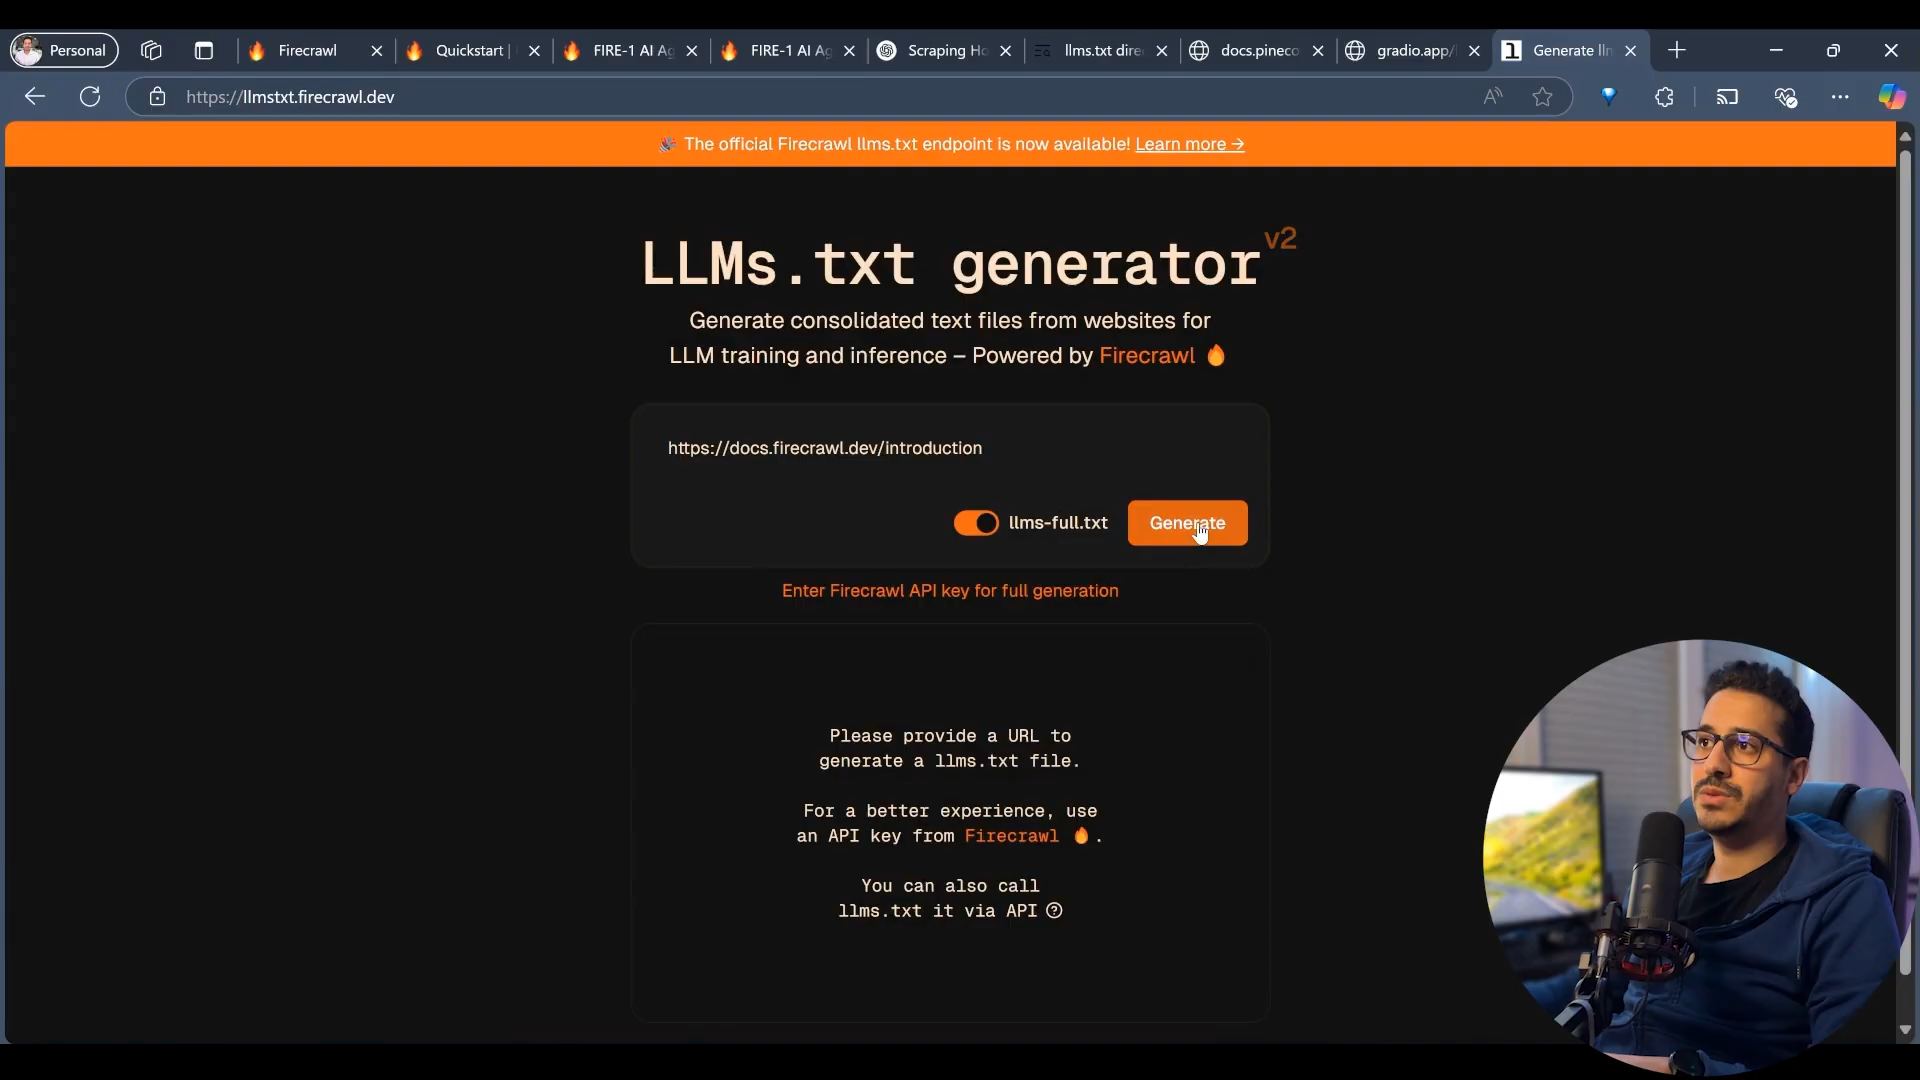 Personal
Firecrawl
Quickstart |
FIRE-1 AI Ag
FIRE-1 AI Ag
Scraping Ho
llms.txt dire
docs.pineco
gradio.app/
Generate lln
https://llmstxt.firecrawl.dev
The official Firecrawl llms.txt endpoint is now available! Learn more →
LLMs.txt generator v2
Generate consolidated text files from websites for
LLM training and inference – Powered by Firecrawl 🔥
https://docs.firecrawl.dev/introduction
llms-full.txt
Generate
Enter Firecrawl API key for full generation
Please provide a URL to
generate a llms.txt file.
For a better experience, use
an API key from Firecrawl 🔥.
You can also call
llms.txt it via API